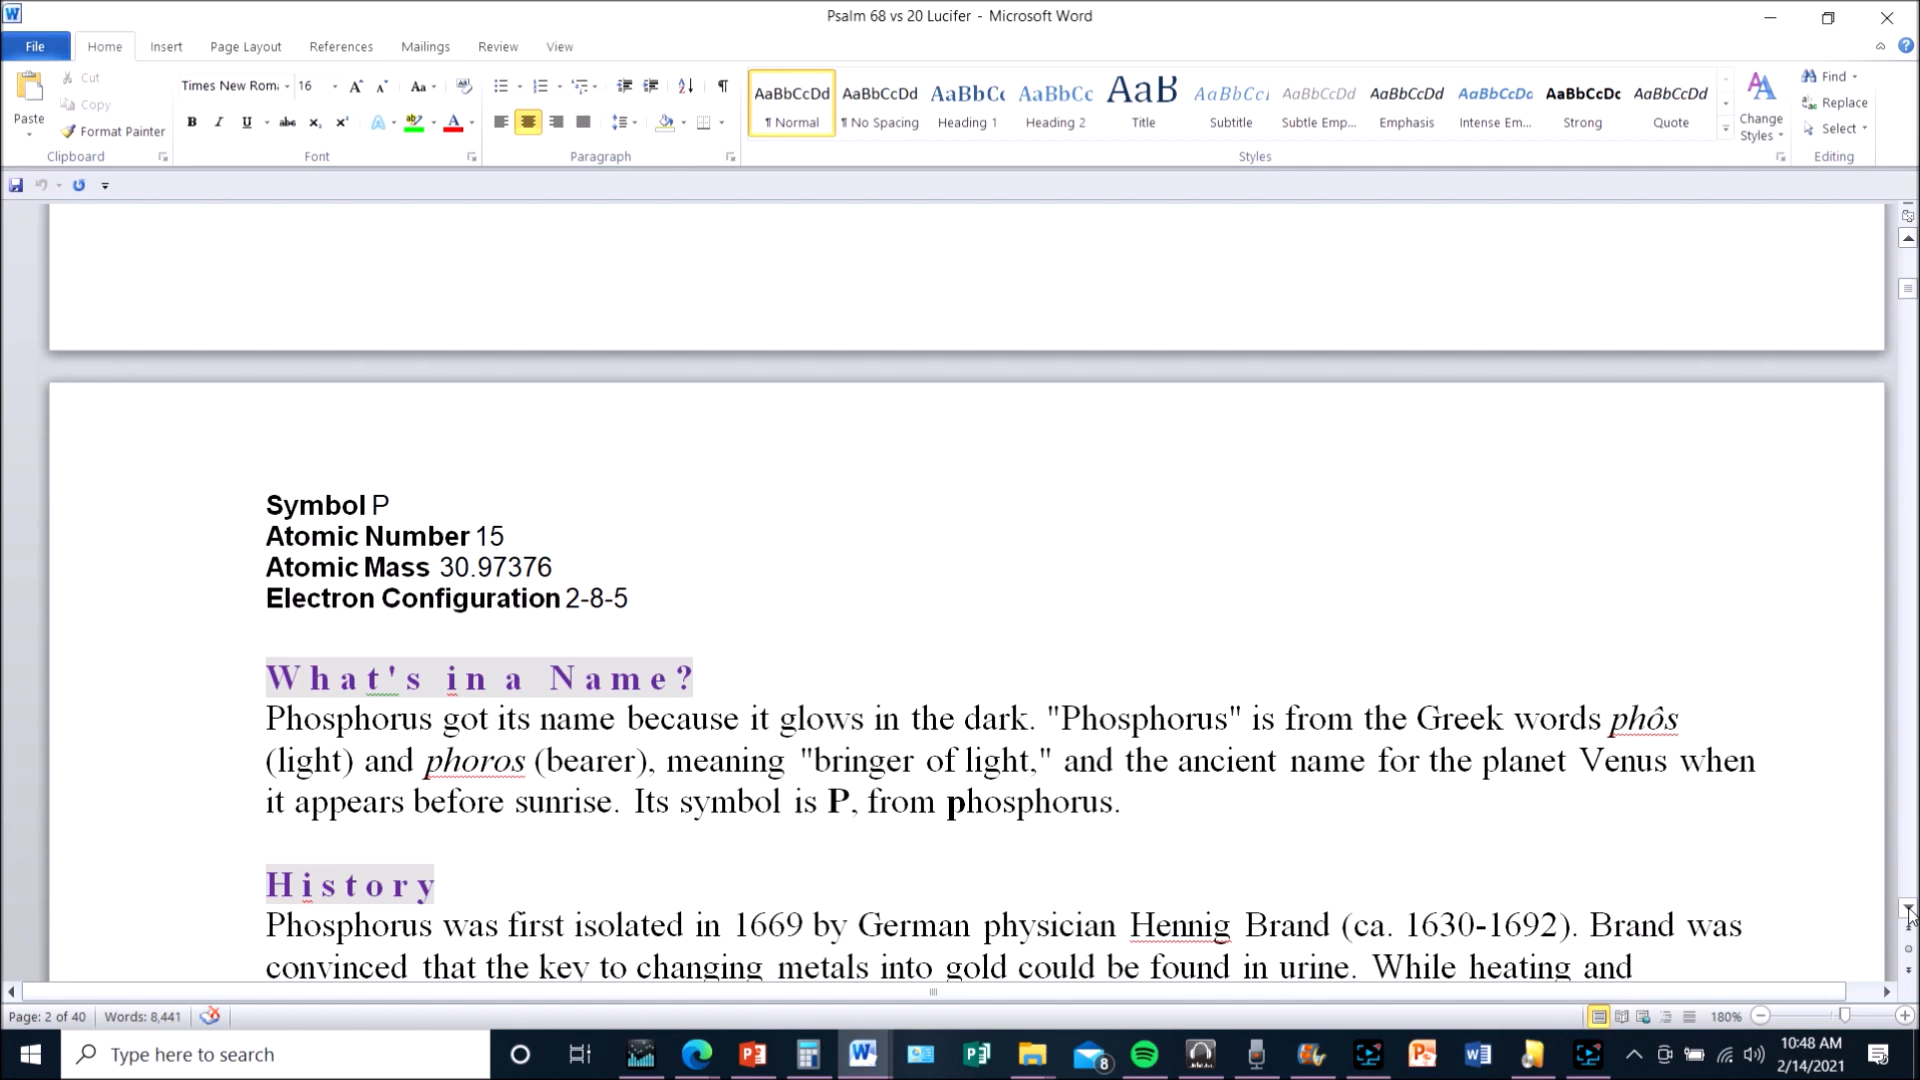 Psalm 68 vs 20 Lucifer - Microsoft Word
File Home Insert Page Layout References Mailings Review View
Cut
Copy
Paste
Format Painter
Times New Rom
16
AaBbCcDd AaBbCcDd AaBbCc AaBbCc AaB AaBbCcI AaBbCcDd AaBbCcDd AaBbCcDd AaBbCcDc AaBbCcDd
¶ Normal ¶ No Spacing Heading 1 Heading 2 Title Subtitle Subtle Emp... Emphasis Intense Em... Strong Quote
Change Styles
Find
Replace
Select
Clipboard Font Paragraph Styles Editing
Symbol P
Atomic Number 15
Atomic Mass 30.97376
Electron Configuration 2-8-5
What's in a Name?
Phosphorus got its name because it glows in the dark. "Phosphorus" is from the Greek words phôs
(light) and phoros (bearer), meaning "bringer of light," and the ancient name for the planet Venus when
it appears before sunrise. Its symbol is P, from phosphorus.
History
Phosphorus was first isolated in 1669 by German physician Hennig Brand (ca. 1630-1692). Brand was
convinced that the key to changing metals into gold could be found in urine. While heating and
Page: 2 of 40 Words: 8,441 180%
Type here to search
8
10:48 AM
2/14/2021